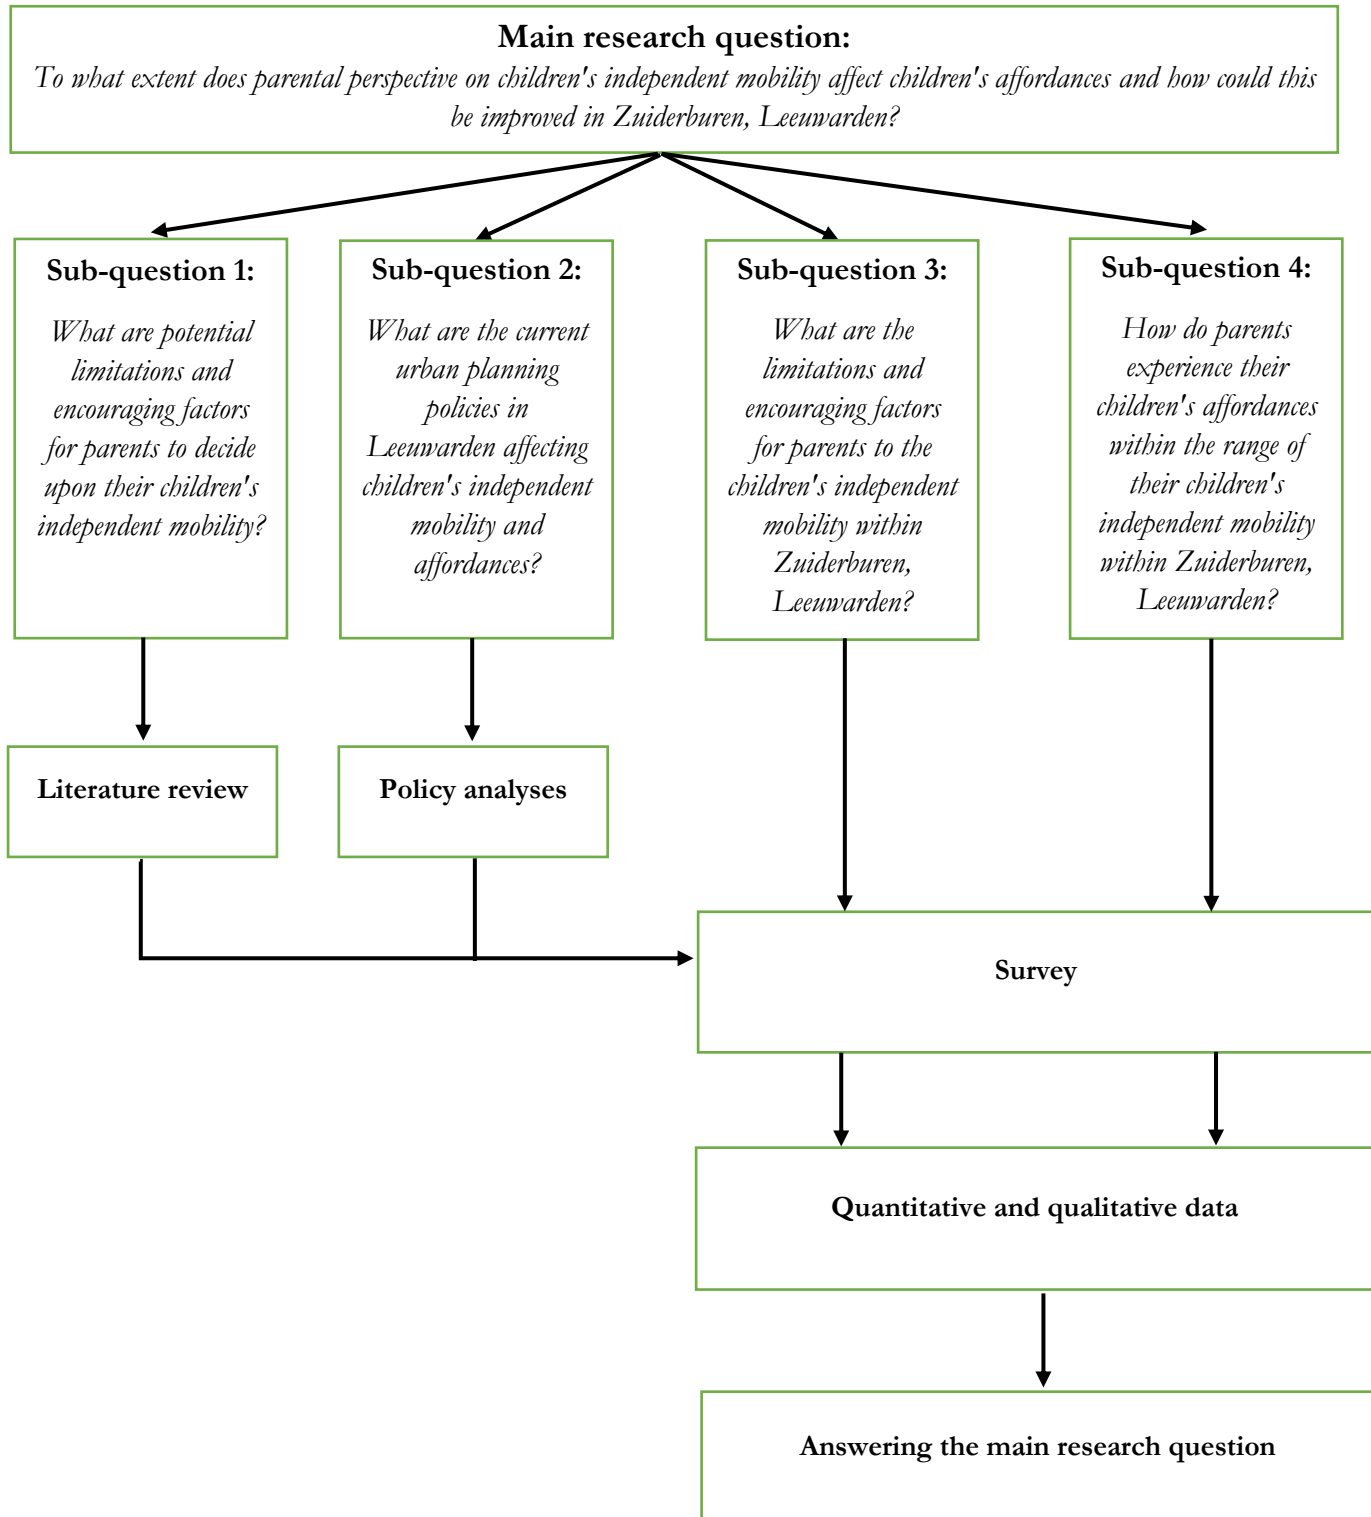 Main research question:
To what extent does parental perspective on children's independent mobility affect children's affordances and how could this
be improved in Zuiderburen, Leeuwarden?
Sub-question 1:
What are potential
limitations and
encouraging factors
for parents to decide
upon their children's
independent mobility?
Sub-question 2:
What are the current
urban planning
policies in
Leeuwarden affecting
children's independent
mobility and
affordances?
Sub-question 3:
What are the
limitations and
encouraging factors
for parents to the
children's independent
mobility within
Zuiderburen,
Leeuwarden?
Sub-question 4:
How do parents
experience their
children's affordances
within the range of
their children's
independent mobility
within Zuiderburen,
Leeuwarden?
Literature review
Policy analyses
Survey
Quantitative and qualitative data
Answering the main research question